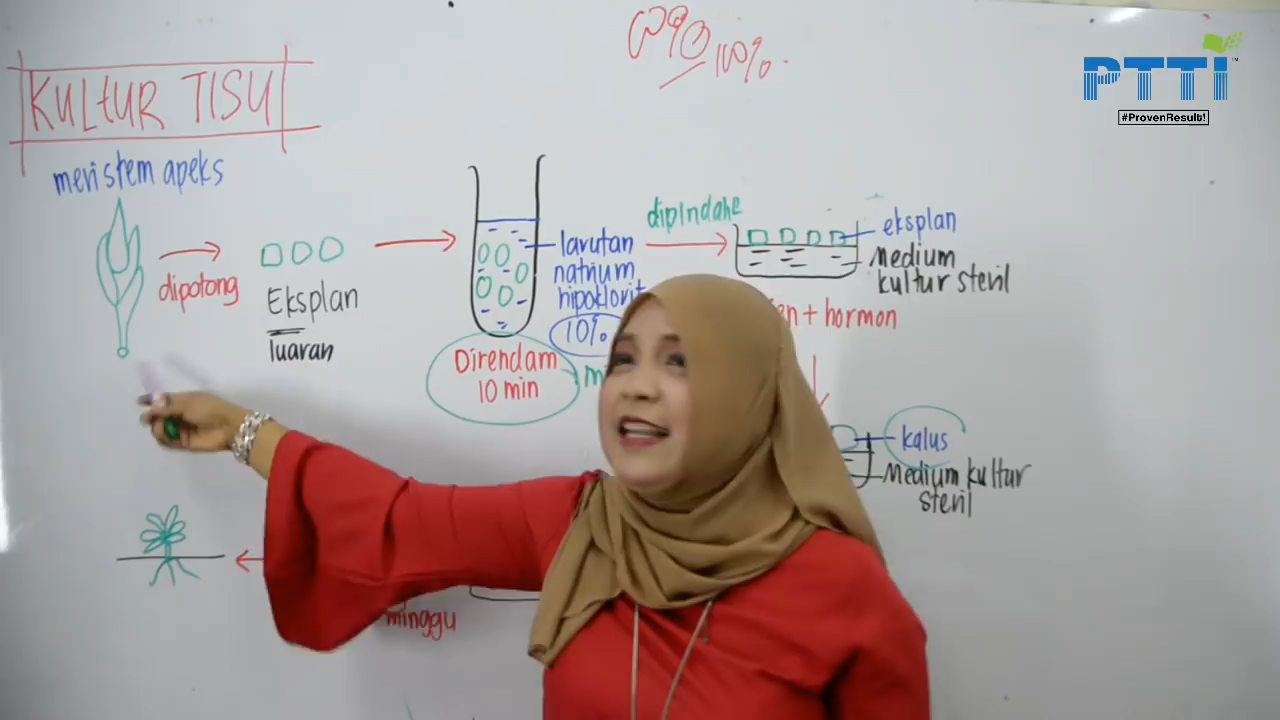 100%
PTTI
#ProvenResult!
KULTUR TISU
meristem apeks
dipotong
Eksplan
luaran
larutan
natrium
hipoklorit
10%
Direndam
10 min
dipindahe
eksplan
medium
kultur steril
+ hormon
kalus
Medium kultur
steril
minggu